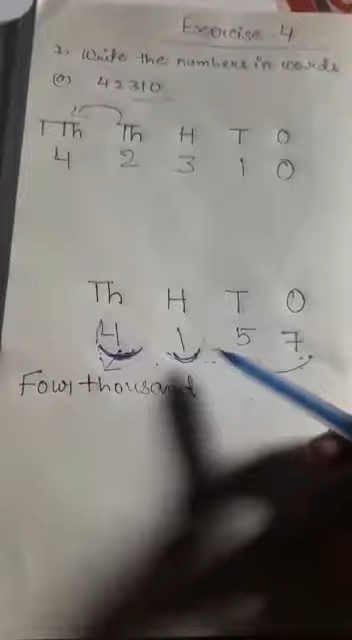 Exercise-4
1. Write the numbers in words
(a) 42310
TTh Th H T O
4 2 3 1 0
Th H T O
4 1 5 7
Four thousand